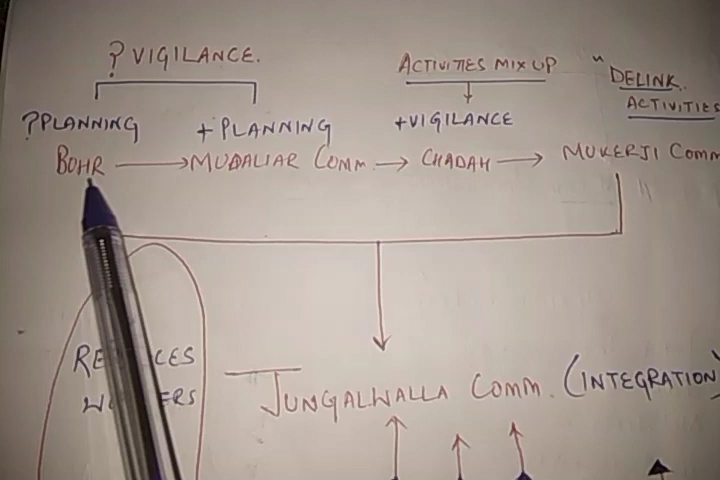 ? VIGILANCE.
ACTIVITIES MIX UP
" DELINK
ACTIVITIES
? PLANNING
+ PLANNING
+ VIGILANCE
BOHR → MUDALIAR COMM. → CHADAH → MUKERJI COMM
JUNGALWALLA COMM. (INTEGRATION)